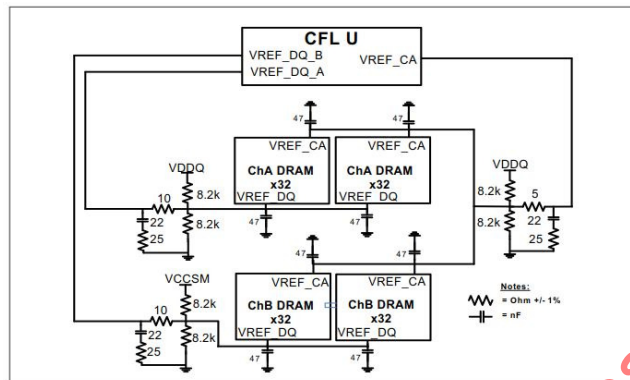 CFL U
VREF_DQ_B
VREF_DQ_A
VREF_CA
47
47
VREF_CA
ChA DRAM
x32
VREF_DQ
VREF_CA
ChA DRAM
x32
VREF_DQ
47
47
VDDQ
8.2k
10
8.2k
22
25
VDDQ
8.2k
5
8.2k
22
25
47
47
VREF_CA
ChB DRAM
x32
VREF_DQ
VREF_CA
ChB DRAM
x32
VREF_DQ
47
47
VCCSM
8.2k
10
8.2k
22
25
Notes:
= Ohm +/- 1%
= nF